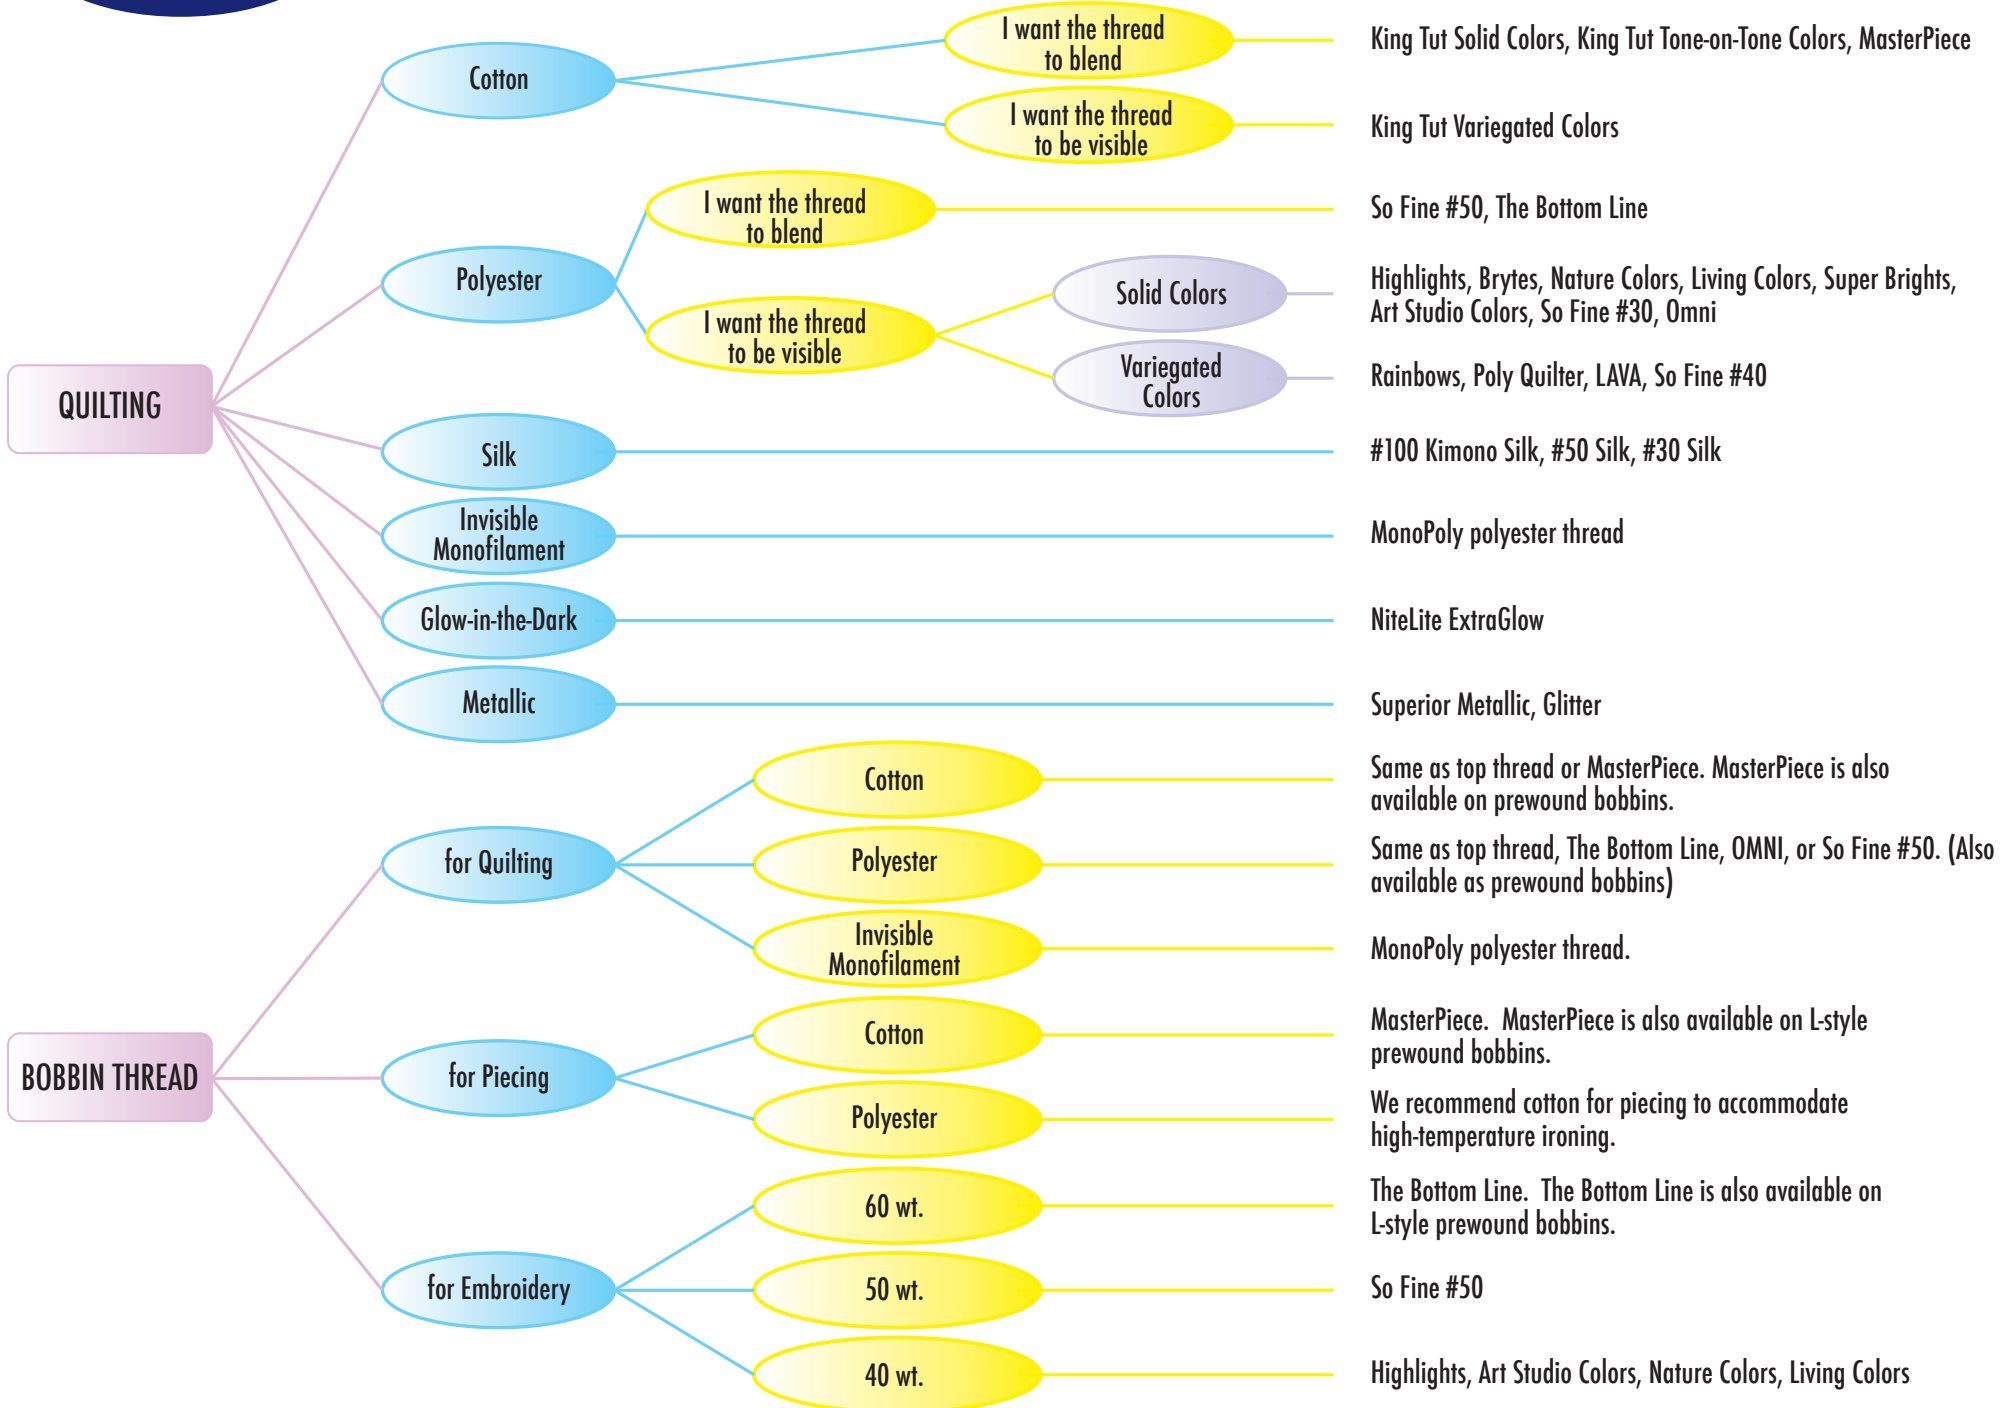 QUILTING
Cotton
I want the thread
to blend
King Tut Solid Colors, King Tut Tone-on-Tone Colors, MasterPiece
I want the thread
to be visible
King Tut Variegated Colors
Polyester
I want the thread
to blend
So Fine #50, The Bottom Line
I want the thread
to be visible
Solid Colors
Highlights, Brytes, Nature Colors, Living Colors, Super Brights,
Art Studio Colors, So Fine #30, Omni
Variegated
Colors
Rainbows, Poly Quilter, LAVA, So Fine #40
Silk
#100 Kimono Silk, #50 Silk, #30 Silk
Invisible
Monofilament
MonoPoly polyester thread
Glow-in-the-Dark
NiteLite ExtraGlow
Metallic
Superior Metallic, Glitter
BOBBIN THREAD
for Quilting
Cotton
Same as top thread or MasterPiece. MasterPiece is also
available on prewound bobbins.
Polyester
Same as top thread, The Bottom Line, OMNI, or So Fine #50. (Also
available as prewound bobbins)
Invisible
Monofilament
MonoPoly polyester thread.
for Piecing
Cotton
MasterPiece.  MasterPiece is also available on L-style
prewound bobbins.
Polyester
We recommend cotton for piecing to accommodate
high-temperature ironing.
for Embroidery
60 wt.
The Bottom Line.  The Bottom Line is also available on
L-style prewound bobbins.
50 wt.
So Fine #50
40 wt.
Highlights, Art Studio Colors, Nature Colors, Living Colors